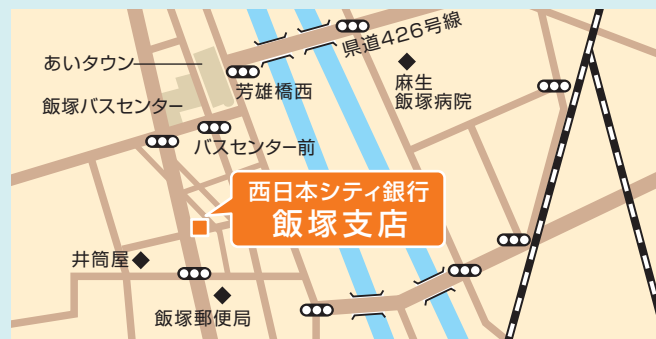 県道426号線
あいタウン
芳雄橋西
麻生
飯塚病院
飯塚バスセンター
バスセンター前
西日本シティ銀行
飯塚支店
井筒屋
飯塚郵便局